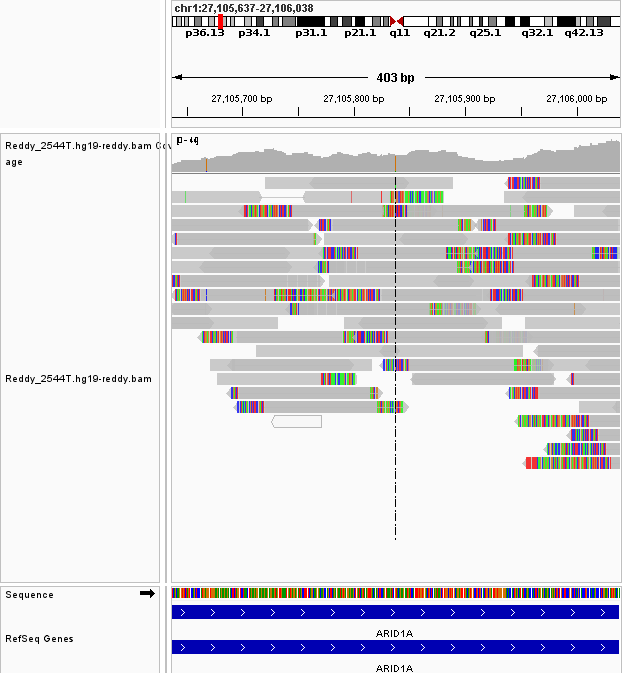 chr1:27,105,637-27,106,038
p36.13 p34.1 p31.1 p21.1 q11 q21.2 q25.1 q32.1 q42.13
403 bp
27,105,700 bp 27,105,800 bp 27,105,900 bp 27,106,000 bp
Reddy_2544T.hg19-reddy.bam Cov
age
Reddy_2544T.hg19-reddy.bam
Sequence
RefSeq Genes
ARID1A
ARID1A